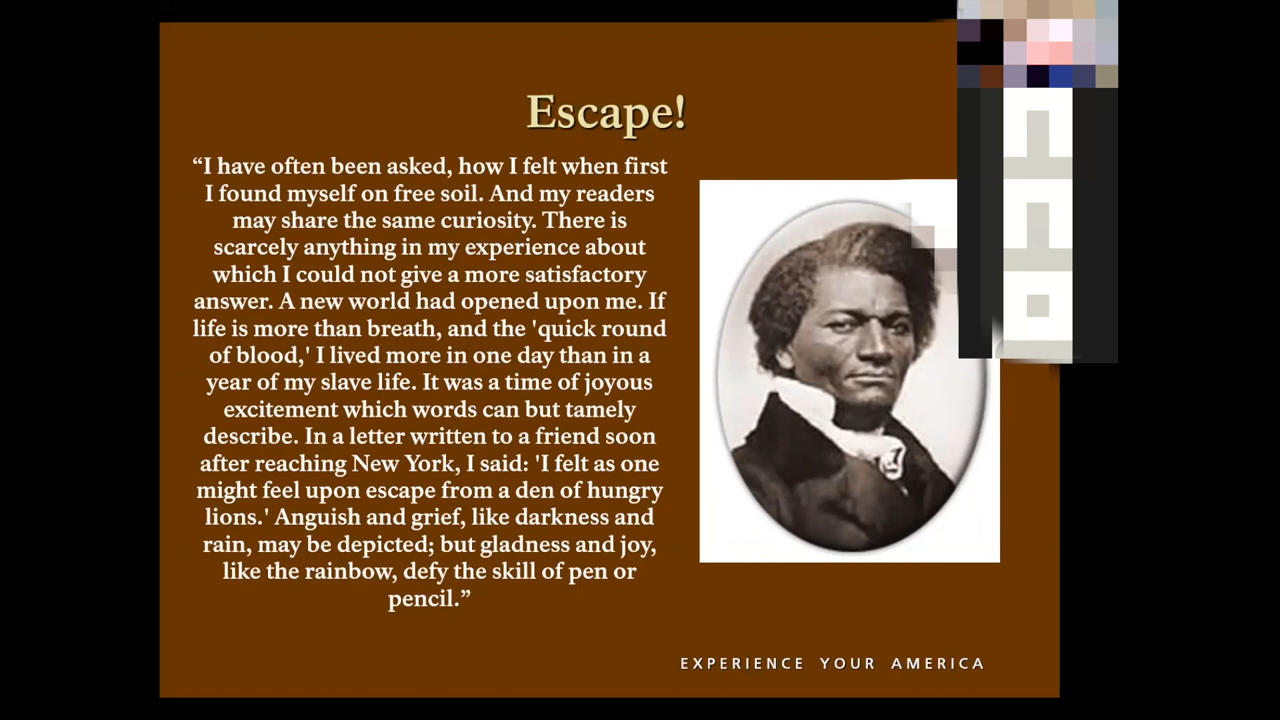 Escape!
“I have often been asked, how I felt when first
I found myself on free soil. And my readers
may share the same curiosity. There is
scarcely anything in my experience about
which I could not give a more satisfactory
answer. A new world had opened upon me. If
life is more than breath, and the 'quick round
of blood,' I lived more in one day than in a
year of my slave life. It was a time of joyous
excitement which words can but tamely
describe. In a letter written to a friend soon
after reaching New York, I said: 'I felt as one
might feel upon escape from a den of hungry
lions.' Anguish and grief, like darkness and
rain, may be depicted; but gladness and joy,
like the rainbow, defy the skill of pen or
pencil.”
EXPERIENCE YOUR AMERICA